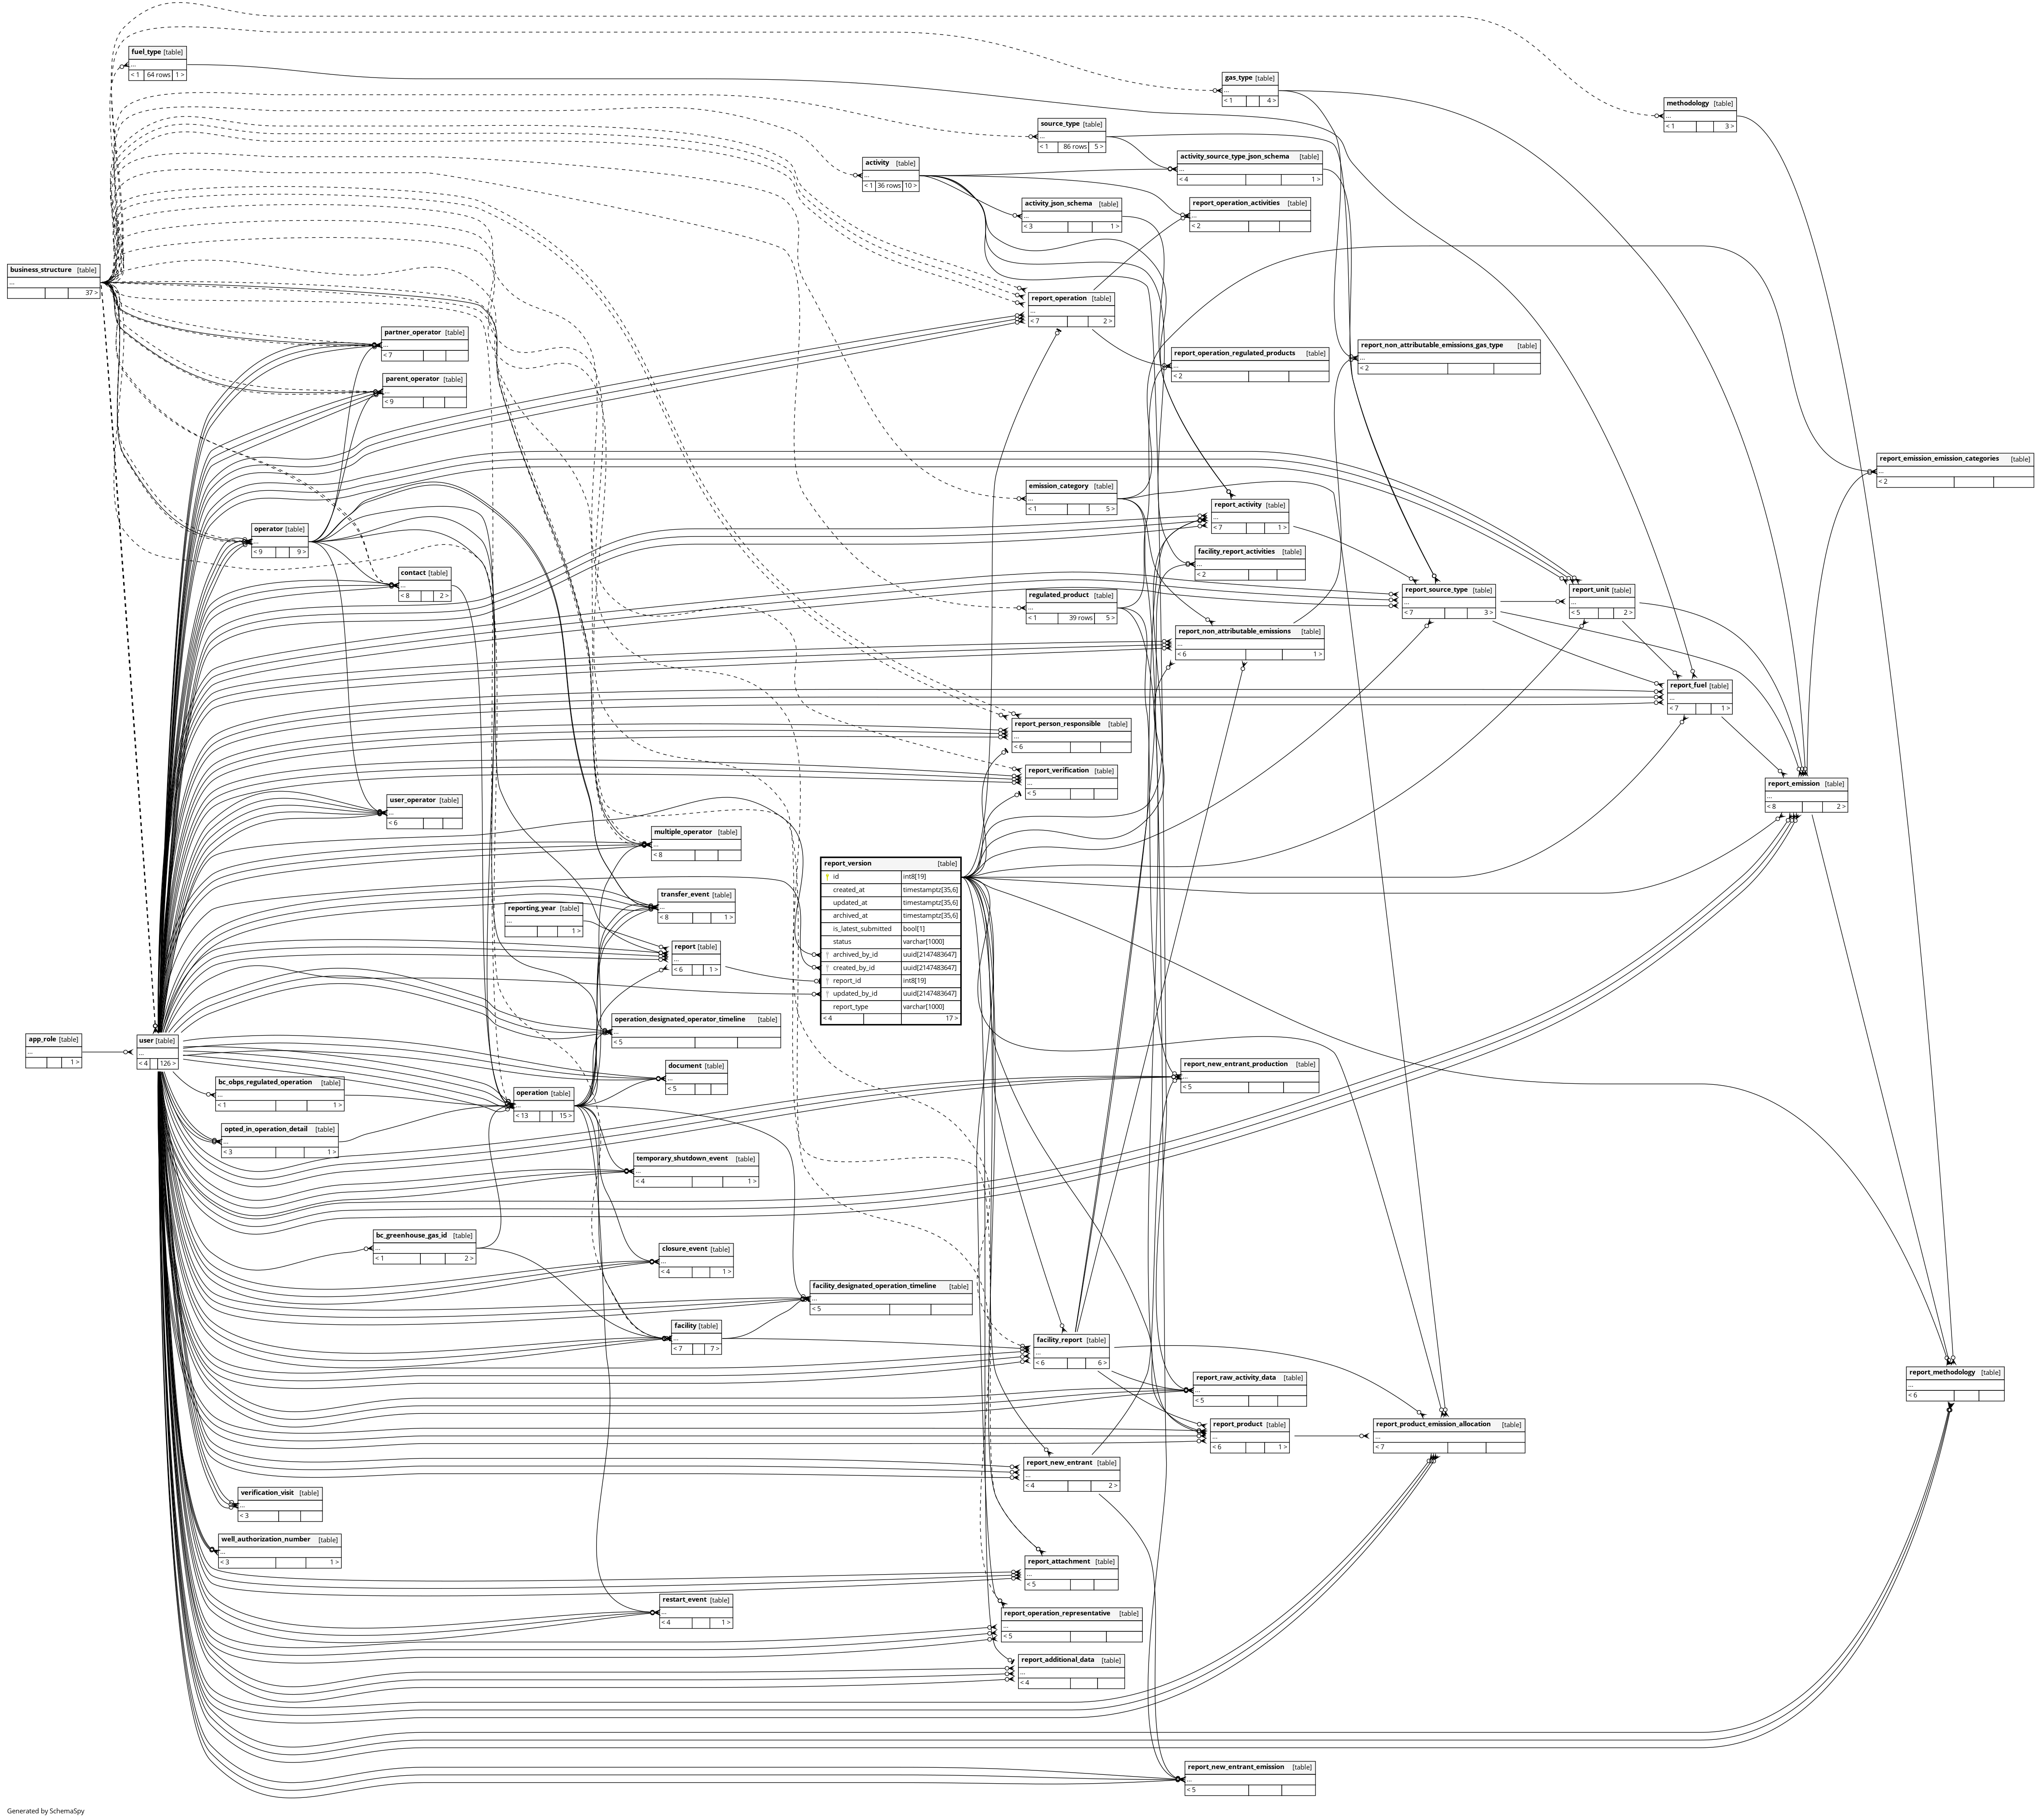 fuel_type [table]
...
< 1 64 rows 1 >
gas_type [table]
...
< 1 4 >
methodology [table]
...
< 1 3 >
source_type [table]
...
< 1 86 rows 5 >
activity [table]
...
< 1 36 rows 10 >
activity_source_type_json_schema [table]
...
< 4 1 >
activity_json_schema [table]
...
< 3 1 >
report_operation_activities [table]
...
< 2
business_structure [table]
...
37 >
report_operation [table]
...
< 7 2 >
partner_operator [table]
...
< 7
parent_operator [table]
...
< 9
report_operation_regulated_products [table]
...
< 2
report_non_attributable_emissions_gas_type [table]
...
< 2
report_emission_emission_categories [table]
...
< 2
emission_category [table]
...
< 1 5 >
report_activity [table]
...
< 7 1 >
operator [table]
...
< 9 9 >
facility_report_activities [table]
...
< 2
contact [table]
...
< 8 2 >
regulated_product [table]
...
< 1 39 rows 5 >
report_source_type [table]
...
< 7 3 >
report_unit [table]
...
< 5 2 >
report_non_attributable_emissions [table]
...
< 6 1 >
report_fuel [table]
...
< 7 1 >
report_person_responsible [table]
...
< 6
report_verification [table]
...
< 5
report_emission [table]
...
< 8 2 >
user_operator [table]
...
< 6
multiple_operator [table]
...
< 8
report_version [table]
id int8[19]
created_at timestamptz[35,6]
updated_at timestamptz[35,6]
archived_at timestamptz[35,6]
is_latest_submitted bool[1]
status varchar[1000]
archived_by_id uuid[2147483647]
created_by_id uuid[2147483647]
report_id int8[19]
updated_by_id uuid[2147483647]
report_type varchar[1000]
< 4 17 >
transfer_event [table]
...
< 8 1 >
reporting_year [table]
...
1 >
report [table]
...
< 6 1 >
operation_designated_operator_timeline [table]
...
< 5
app_role [table]
...
1 >
user [table]
...
< 4 126 >
document [table]
...
< 5
report_new_entrant_production [table]
...
< 5
bc_obps_regulated_operation [table]
...
< 1 1 >
operation [table]
...
< 13 15 >
opted_in_operation_detail [table]
...
< 3 1 >
temporary_shutdown_event [table]
...
< 4 1 >
bc_greenhouse_gas_id [table]
...
< 1 2 >
closure_event [table]
...
< 4 1 >
facility_designated_operation_timeline [table]
...
< 5
facility [table]
...
< 7 7 >
facility_report [table]
...
< 6 6 >
report_raw_activity_data [table]
...
< 5
report_methodology [table]
...
< 6
report_product [table]
...
< 6 1 >
report_product_emission_allocation [table]
...
< 7
report_new_entrant [table]
...
< 4 2 >
verification_visit [table]
...
< 3
well_authorization_number [table]
...
< 3 1 >
report_attachment [table]
...
< 5
restart_event [table]
...
< 4 1 >
report_operation_representative [table]
...
< 5
report_additional_data [table]
...
< 4
report_new_entrant_emission [table]
...
< 5
Generated by SchemaSpy